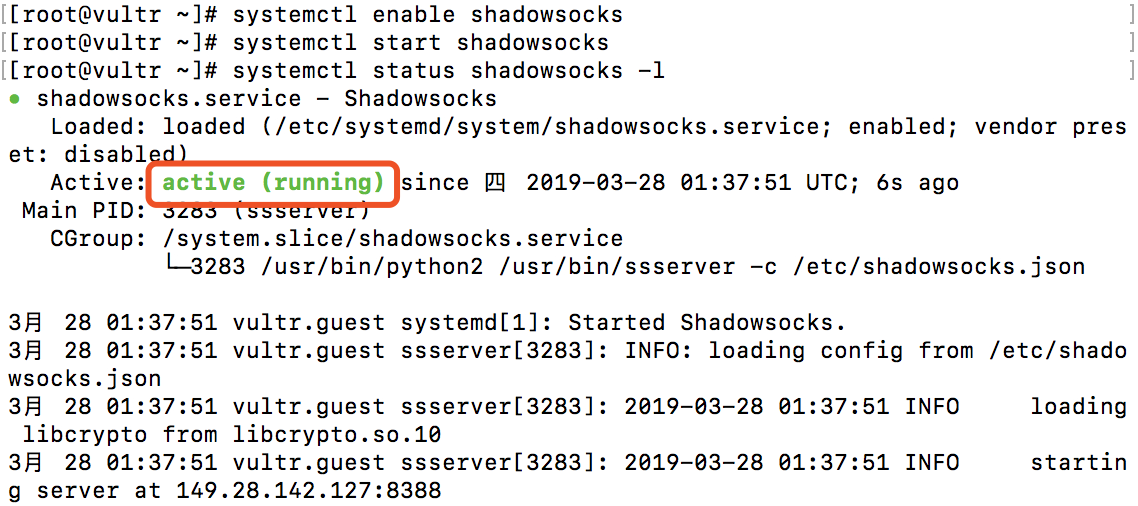 [[root@vultr ~]# systemctl enable shadowsocks ]
[[root@vultr ~]# systemctl start shadowsocks ]
[[root@vultr ~]# systemctl status shadowsocks -l ]
● shadowsocks.service - Shadowsocks
   Loaded: loaded (/etc/systemd/system/shadowsocks.service; enabled; vendor pres
et: disabled)
   Active: active (running) since 四 2019-03-28 01:37:51 UTC; 6s ago
 Main PID: 3283 (ssserver)
   CGroup: /system.slice/shadowsocks.service
           └─3283 /usr/bin/python2 /usr/bin/ssserver -c /etc/shadowsocks.json

3月 28 01:37:51 vultr.guest systemd[1]: Started Shadowsocks.
3月 28 01:37:51 vultr.guest ssserver[3283]: INFO: loading config from /etc/shado
wsocks.json
3月 28 01:37:51 vultr.guest ssserver[3283]: 2019-03-28 01:37:51 INFO     loading
 libcrypto from libcrypto.so.10
3月 28 01:37:51 vultr.guest ssserver[3283]: 2019-03-28 01:37:51 INFO     startin
g server at 149.28.142.127:8388